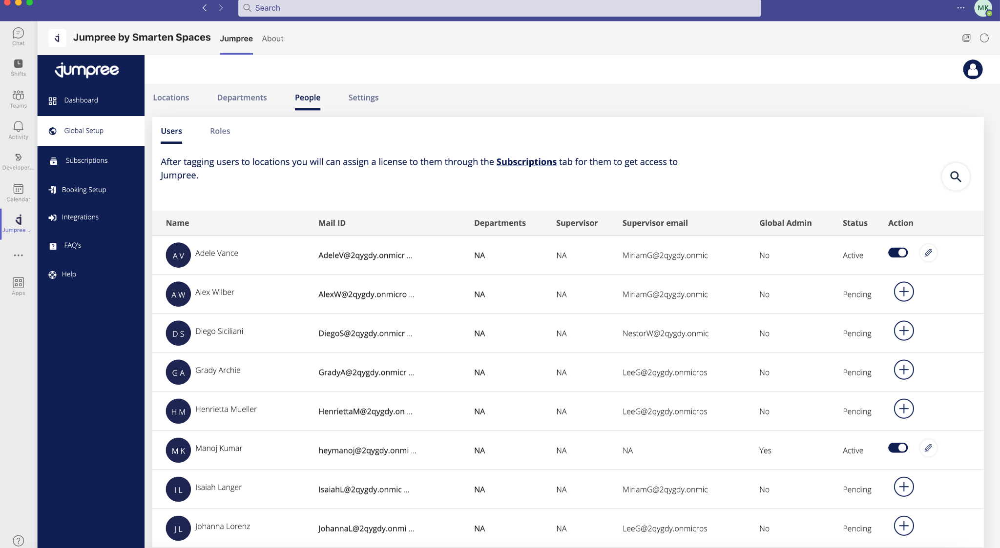 Search
MK
Chat
Shifts
Teams
Activity
Developer...
Calendar
Jumpree ...
Apps
Jumpree by Smarten Spaces
Jumpree
About
jumpree
Dashboard
Global Setup
Subscriptions
Booking Setup
Integrations
FAQ's
Help
Locations
Departments
People
Settings
Users
Roles
After tagging users to locations you will can assign a license to them through the Subscriptions tab for them to get access to
Jumpree.
Name Mail ID Departments Supervisor Supervisor email Global Admin Status Action
A V Adele Vance AdeleV@2qygdy.onmicr ... NA NA MiriamG@2qygdy.onmic No Active
A W Alex Wilber AlexW@2qygdy.onmicro ... NA NA MiriamG@2qygdy.onmic No Pending
D S Diego Siciliani DiegoS@2qygdy.onmicr ... NA NA NestorW@2qygdy.onmic No Pending
G A Grady Archie GradyA@2qygdy.onmicr ... NA NA LeeG@2qygdy.onmicros No Pending
H M Henrietta Mueller HenriettaM@2qygdy.on ... NA NA LeeG@2qygdy.onmicros No Pending
M K Manoj Kumar heymanoj@2qygdy.onmi ... NA NA NA Yes Active
I L Isaiah Langer IsaiahL@2qygdy.onmic ... NA NA MiriamG@2qygdy.onmic No Pending
J L Johanna Lorenz JohannaL@2qygdy.onmi ... NA NA LeeG@2qygdy.onmicros No Pending